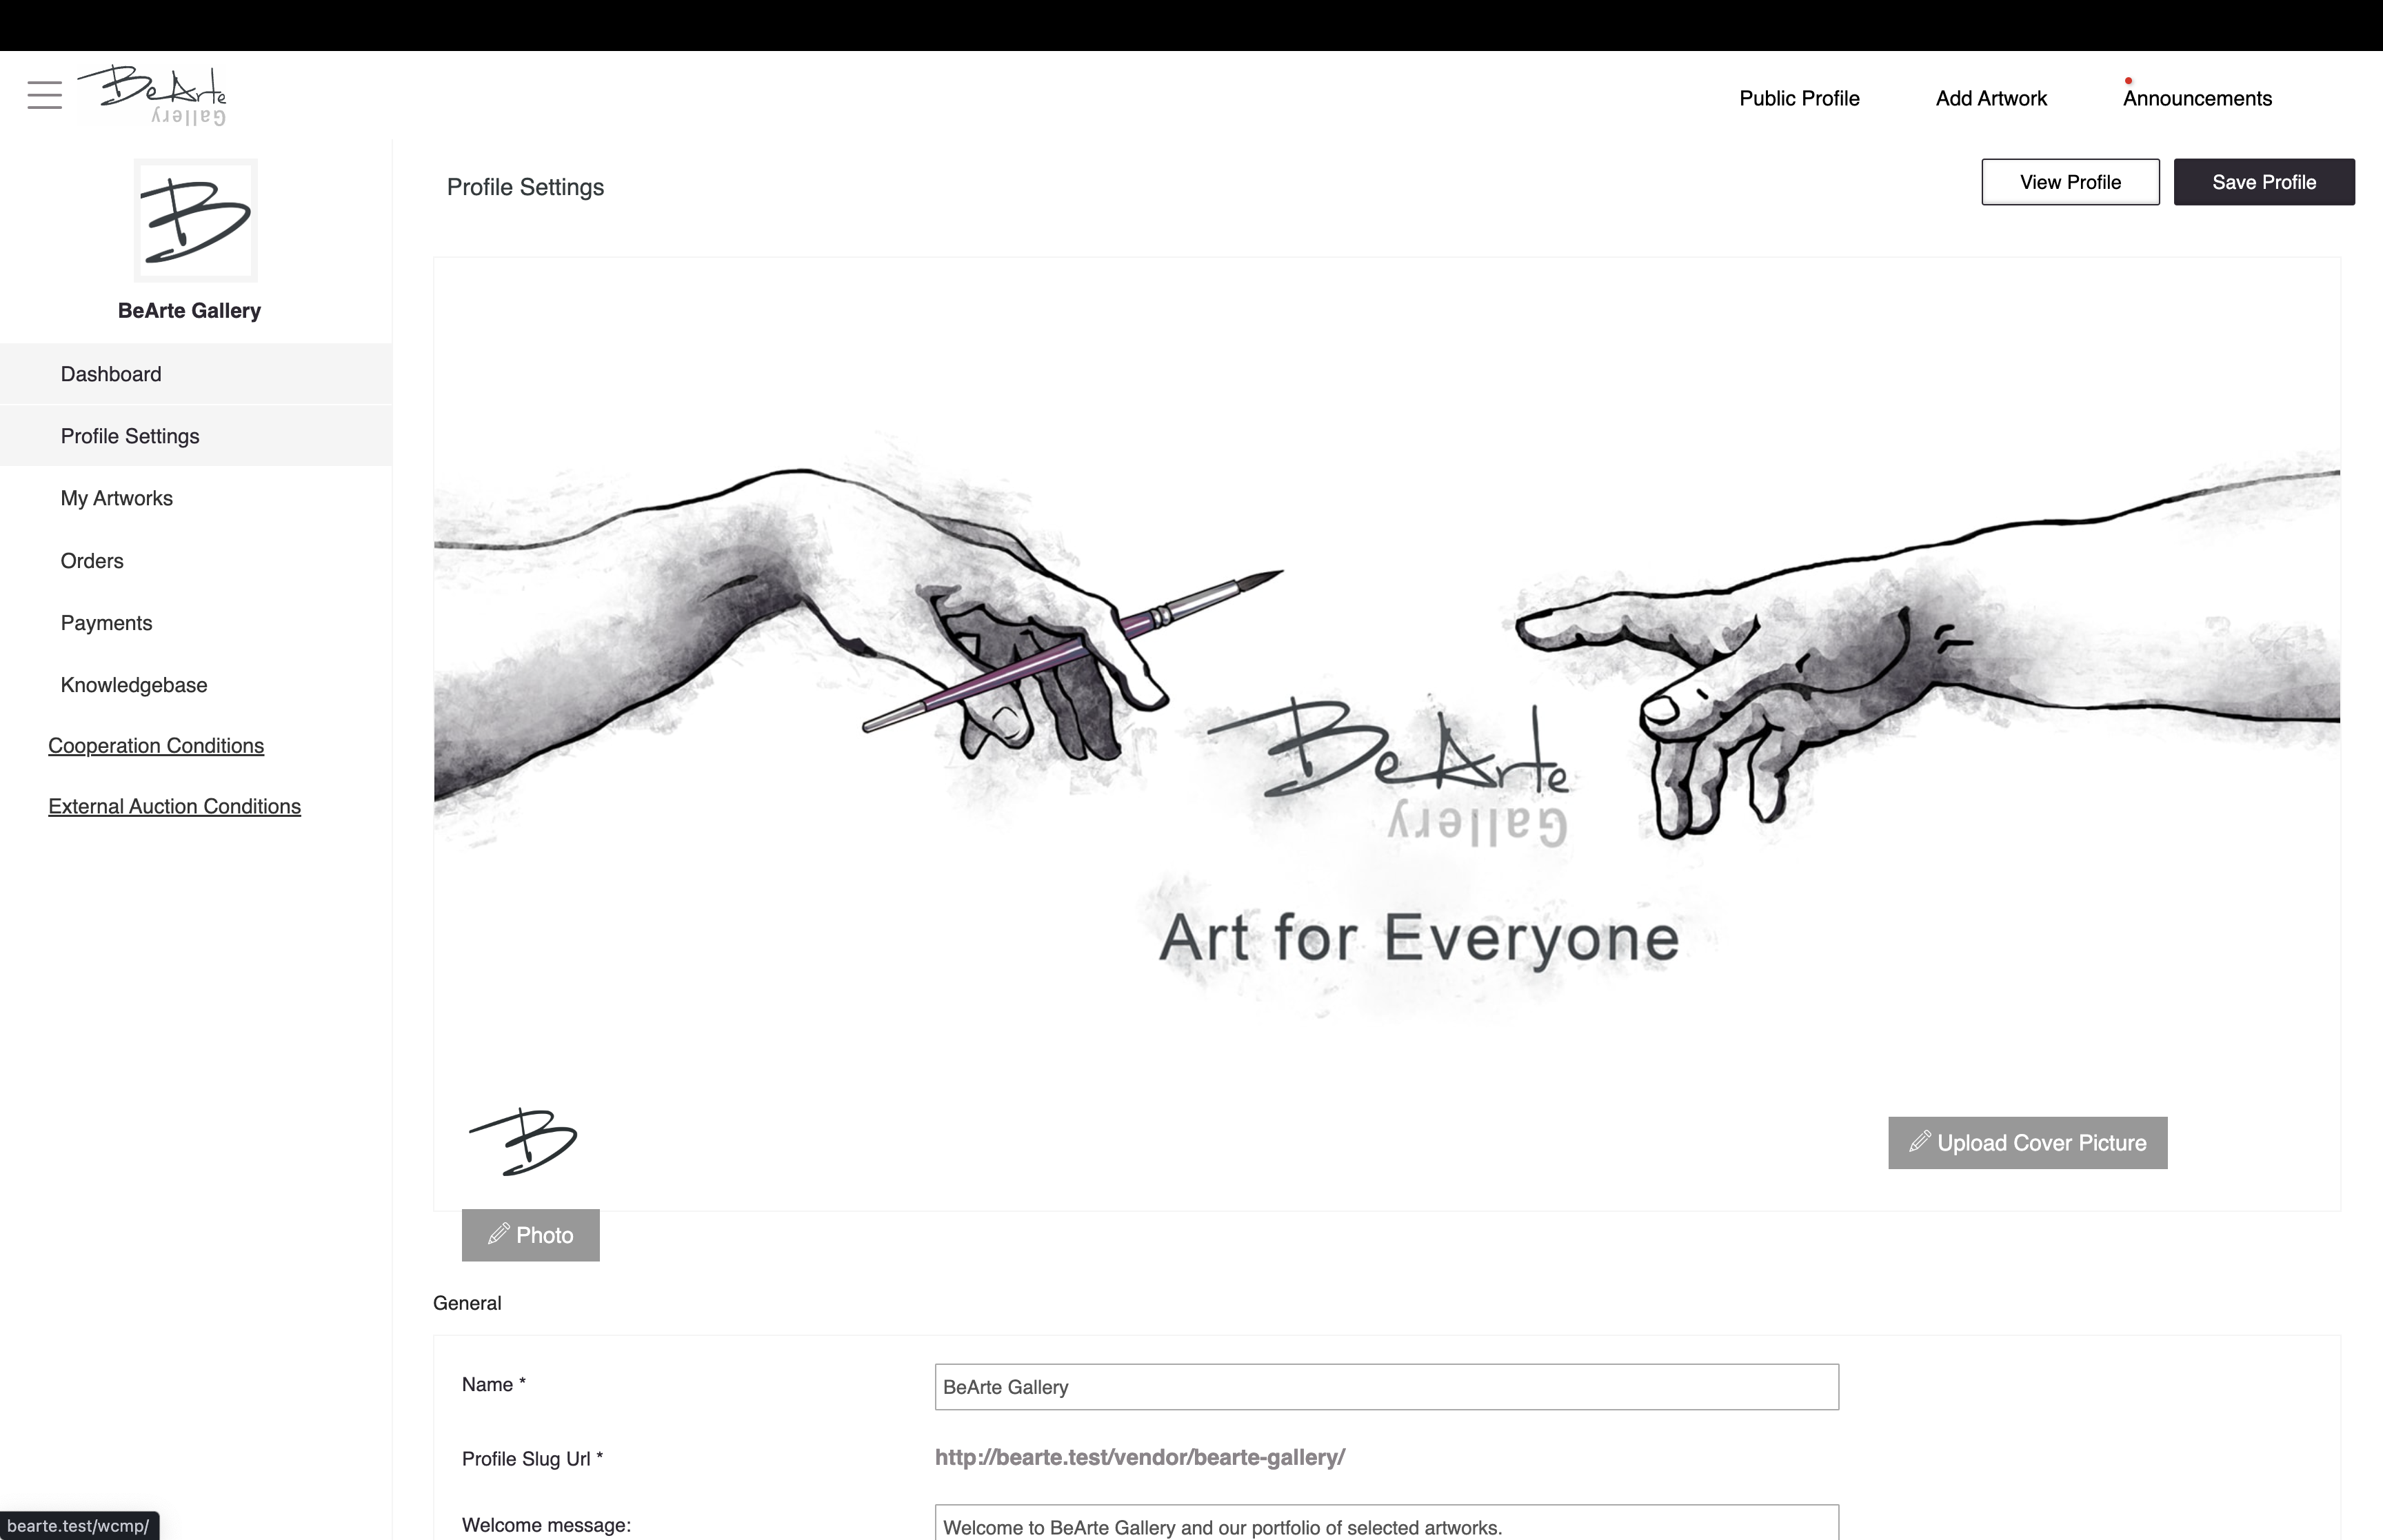 BeArte
Gallery
Public Profile
Add Artwork
Announcements
B
BeArte Gallery
Dashboard
Profile Settings
My Artworks
Orders
Payments
Knowledgebase
Cooperation Conditions
External Auction Conditions
Profile Settings
View Profile
Save Profile
BeArte
Gallery
Art for Everyone
B
Upload Cover Picture
Photo
General
Name *
BeArte Gallery
Profile Slug Url *
http://bearte.test/vendor/bearte-gallery/
Welcome message:
Welcome to BeArte Gallery and our portfolio of selected artworks.
bearte.test/wcmp/